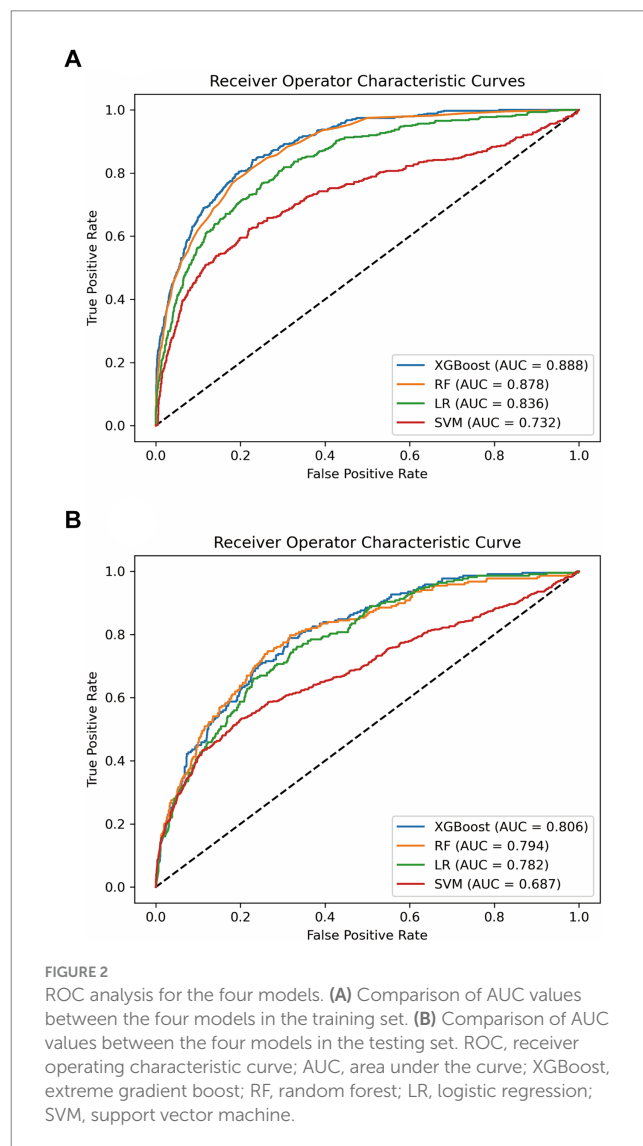 A
Receiver Operator Characteristic Curves
1.0
0.8
0.6
0.4
0.2
0.0
True Positive Rate
XGBoost (AUC = 0.888)
RF (AUC = 0.878)
LR (AUC = 0.836)
SVM (AUC = 0.732)
0.0 0.2 0.4 0.6 0.8 1.0
False Positive Rate
B
Receiver Operator Characteristic Curve
1.0
0.8
0.6
0.4
0.2
0.0
True Positive Rate
XGBoost (AUC = 0.806)
RF (AUC = 0.794)
LR (AUC = 0.782)
SVM (AUC = 0.687)
0.0 0.2 0.4 0.6 0.8 1.0
False Positive Rate
FIGURE 2
ROC analysis for the four models. (A) Comparison of AUC values
between the four models in the training set. (B) Comparison of AUC
values between the four models in the testing set. ROC, receiver
operating characteristic curve; AUC, area under the curve; XGBoost,
extreme gradient boost; RF, random forest; LR, logistic regression;
SVM, support vector machine.